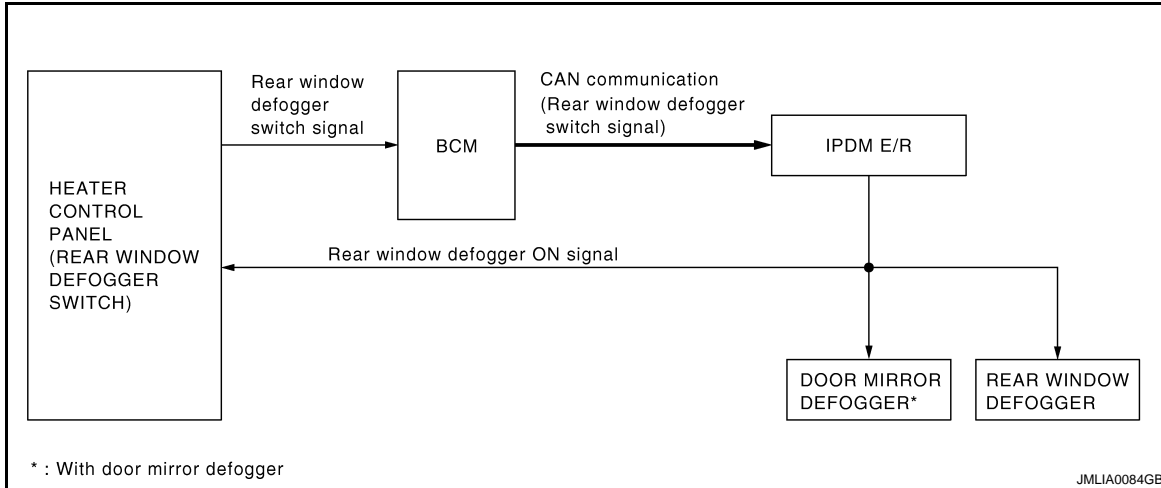 Rear window
defogger
switch signal
CAN communication
(Rear window defogger
switch signal)
BCM
IPDM E/R
HEATER
CONTROL
PANEL
(REAR WINDOW
DEFOGGER
SWITCH)
Rear window defogger ON signal
DOOR MIRROR
DEFOGGER*
REAR WINDOW
DEFOGGER
* : With door mirror defogger
JMLIA0084GB